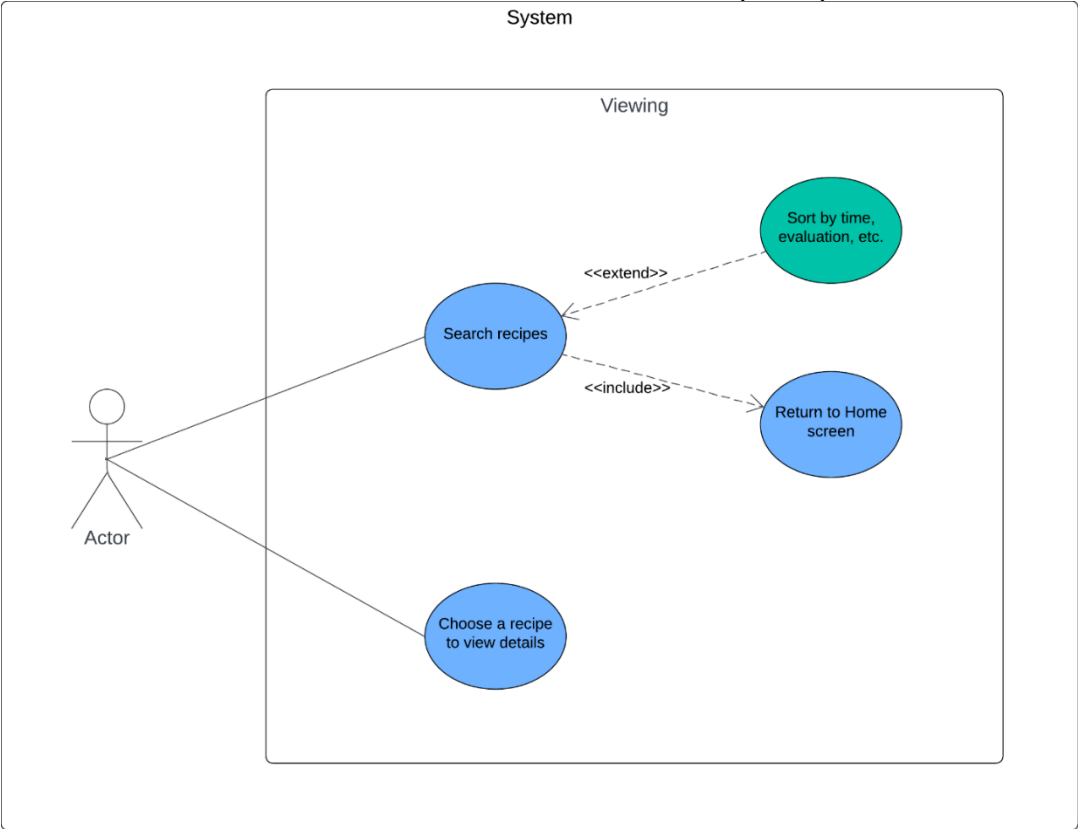 System
Viewing
Sort by time,
evaluation, etc.
<<extend>>
Search recipes
<<include>>
Return to Home
screen
Actor
Choose a recipe
to view details